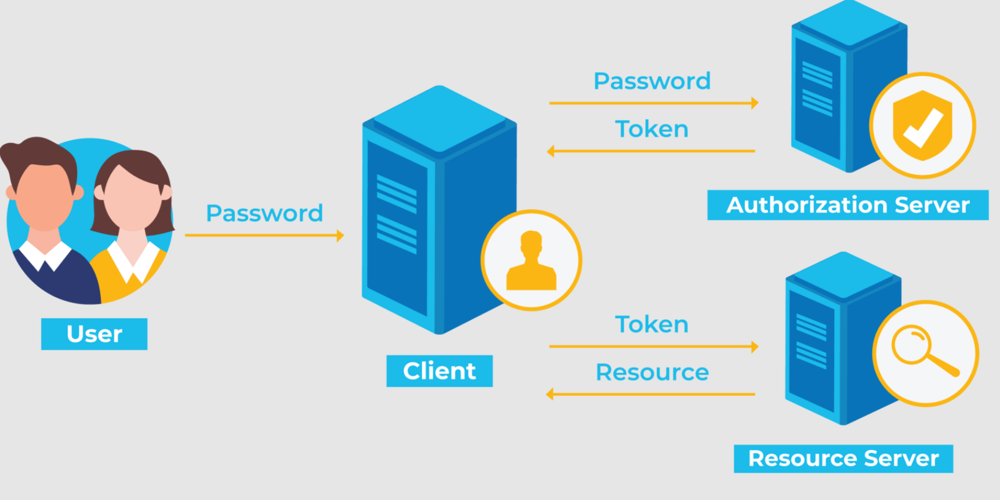 Password
Token
Authorization Server
Password
User
Client
Token
Resource
Resource Server